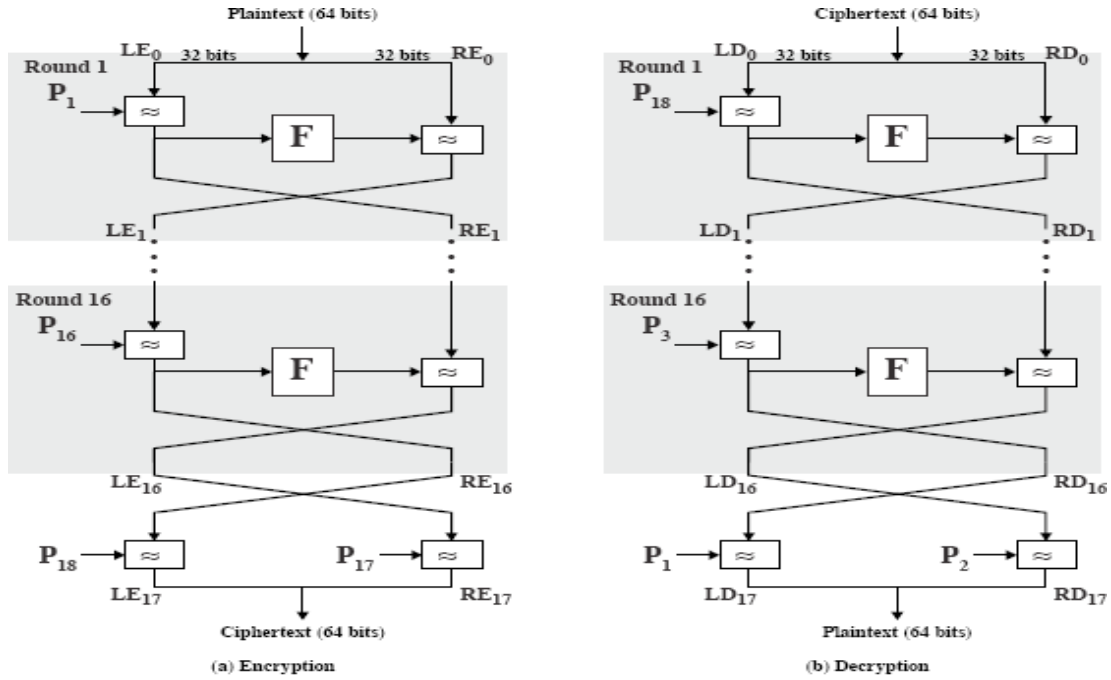 Plaintext (64 bits)
LE0 32 bits 32 bits RE0
Round 1
P1
≈
F
≈
LE1 RE1
Round 16
P16
≈
F
≈
LE16 RE16
P18 ≈ P17 ≈
LE17 RE17
Ciphertext (64 bits)
(a) Encryption
Ciphertext (64 bits)
LD0 32 bits 32 bits RD0
Round 1
P18
≈
F
≈
LD1 RD1
Round 16
P3
≈
F
≈
LD16 RD16
P1 ≈ P2 ≈
LD17 RD17
Plaintext (64 bits)
(b) Decryption